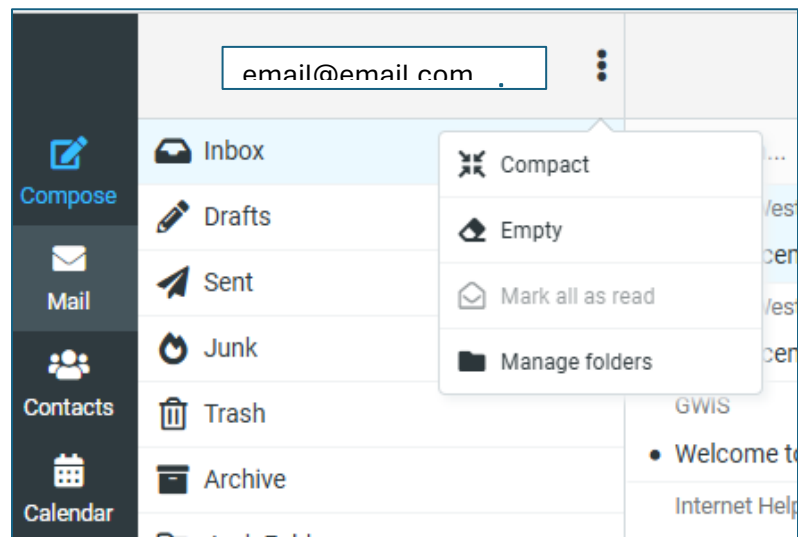 email@email.com
Compose
Mail
Contacts
Calendar
Inbox
Drafts
Sent
Junk
Trash
Archive
Compact
Empty
Mark all as read
Manage folders
GWIS
Welcome to
Internet Help